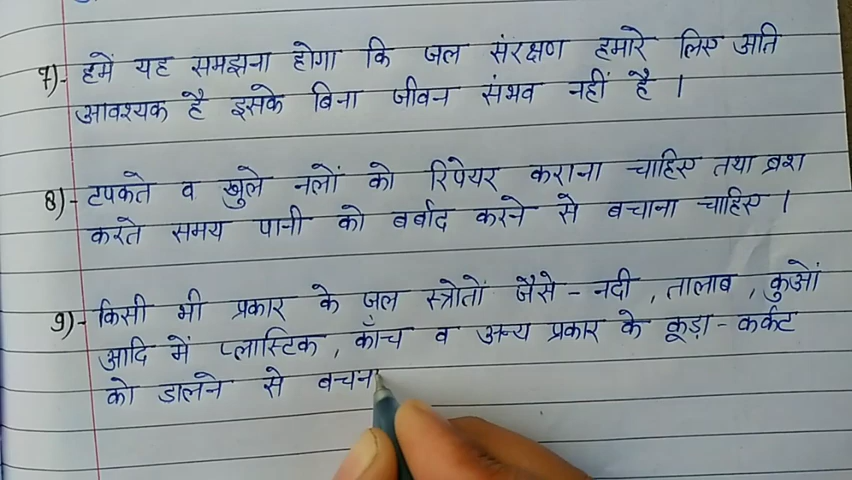 7)- हमें यह समझना होगा कि जल संरक्षण हमारे लिए अति
आवश्यक है इसके बिना जीवन संभव नहीं है ।
8)- टपकते व खुले नलों को रिपेयर कराना चाहिए तथा ब्रश
करते समय पानी को बर्बाद करने से बचाना चाहिए ।
9)- किसी भी प्रकार के जल स्त्रोतों जैसे - नदी , तालाब , कुओं
आदि में प्लास्टिक , काँच व अन्य प्रकार के कूड़ा - कर्कट
को डालने से बचना